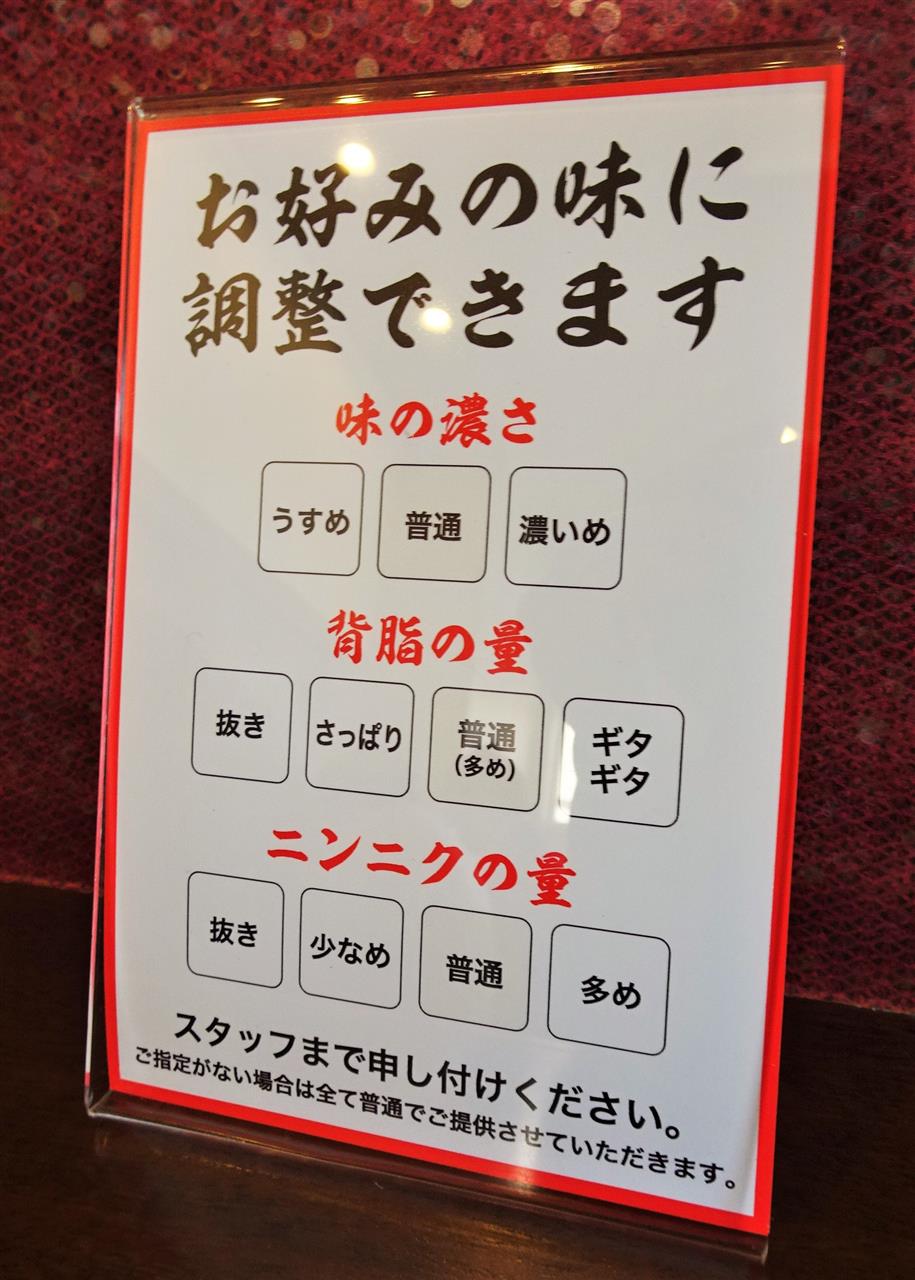 お好みの味に
調整できます
味の濃さ
うすめ 普通 濃いめ
背脂の量
抜き さっぱり 普通 ギタ
(多め) ギタ
ニンニクの量
抜き 少なめ 普通 多め
スタッフまで申し付けください。
ご指定がない場合は全て普通でご提供させていただきます。